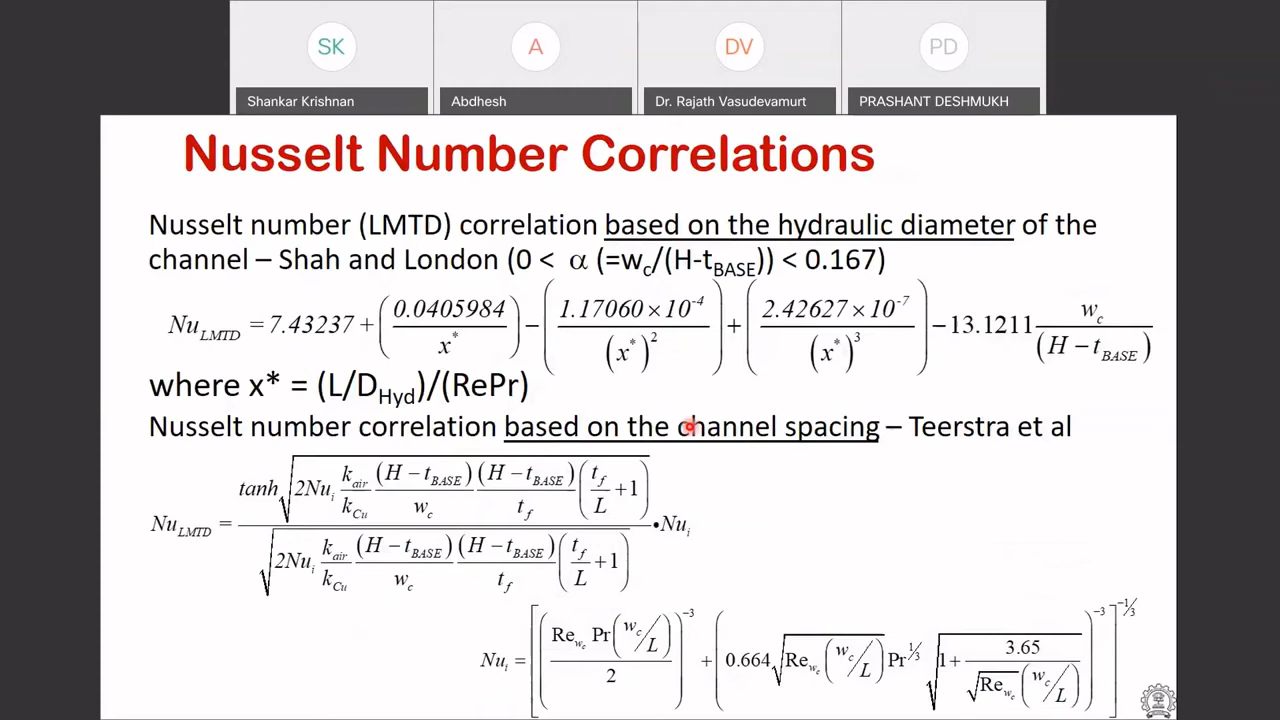 SK
A
DV
PD
Shankar Krishnan
Abdhesh
Dr. Rajath Vasudevamurt
PRASHANT DESHMUKH
Nusselt Number Correlations
Nusselt number (LMTD) correlation based on the hydraulic diameter of the
channel – Shah and London (0 < α (=w_c/(H-t_BASE)) < 0.167)
Nu_LMTD = 7.43237 + (0.0405984 / x^*) − (1.17060×10^-4 / (x^*)^2) + (2.42627×10^-7 / (x^*)^3) − 13.1211 w_c / (H − t_BASE)
where x* = (L/D_Hyd)/(RePr)
Nusselt number correlation based on the channel spacing – Teerstra et al
Nu_LMTD = tanh √(2Nu_i k_air/k_Cu (H − t_BASE)/w_c (H − t_BASE)/t_f (t_f/L +1)) / √(2Nu_i k_air/k_Cu (H − t_BASE)/w_c (H − t_BASE)/t_f (t_f/L +1)) •Nu_i
Nu_i = [ (Re_wc Pr (w_c/L) / 2)^−3 + (0.664 √(Re_wc (w_c/L)) Pr^1/3 √(1 + 3.65 / √(Re_wc) (w_c/L)))^−3 ]^−1/3